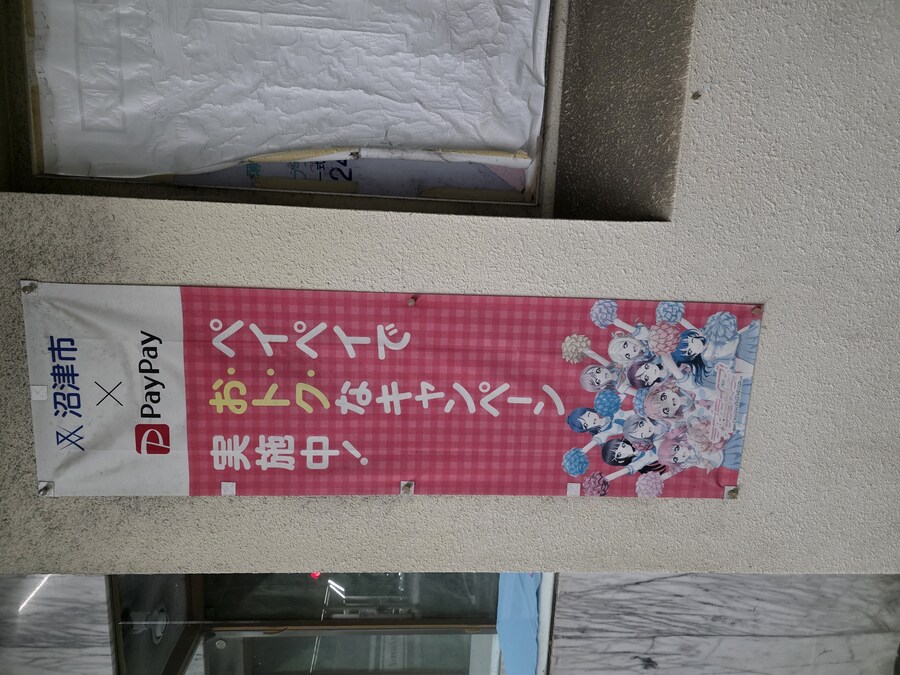 沼津市
×
PayPay
ペイペイで
おトクなキャンペーン
実施中!
24